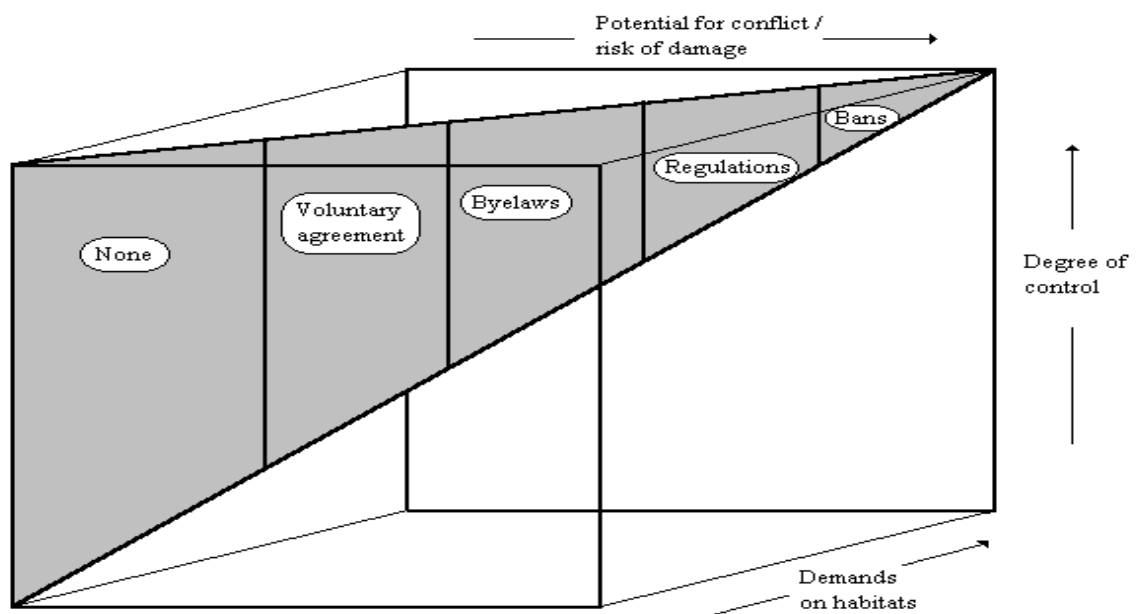 Potential for conflict /
risk of damage
Bans
Regulations
Voluntary
agreement
Byelaws
None
Degree of
control
Demands
on habitats